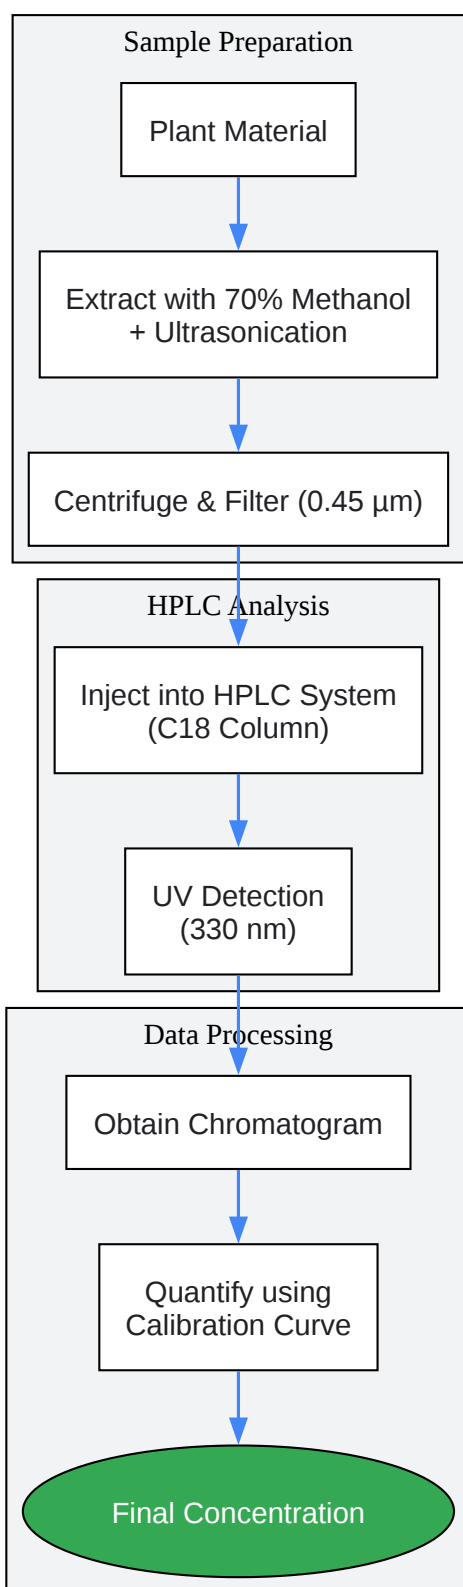 Sample Preparation
Plant Material
Extract with 70% Methanol
+ Ultrasonication
Centrifuge & Filter (0.45 µm)
HPLC Analysis
Inject into HPLC System
(C18 Column)
UV Detection
(330 nm)
Data Processing
Obtain Chromatogram
Quantify using
Calibration Curve
Final Concentration